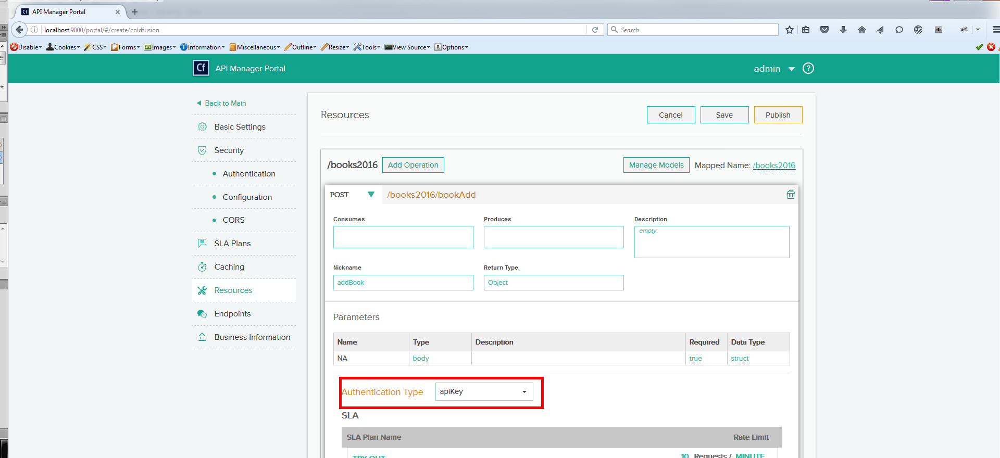 Cf API Manager Portal × +
localhost:9000/portal/#/create/coldfusion Search
Disable Cookies CSS Forms Images Information Miscellaneous Outline Resize Tools View Source Options
Cf API Manager Portal admin ?
Back to Main
Basic Settings
Security
Authentication
Configuration
CORS
SLA Plans
Caching
Resources
Endpoints
Business Information
Resources Cancel Save Publish
/books2016 Add Operation Manage Models Mapped Name: /books2016
POST /books2016/bookAdd
Consumes Produces Description
empty
Nickname Return Type
addBook Object
Parameters
Name Type Description Required Data Type
NA body true struct
Authentication Type apiKey
SLA
SLA Plan Name Rate Limit
TRY OUT 10 Requests / MINUTE